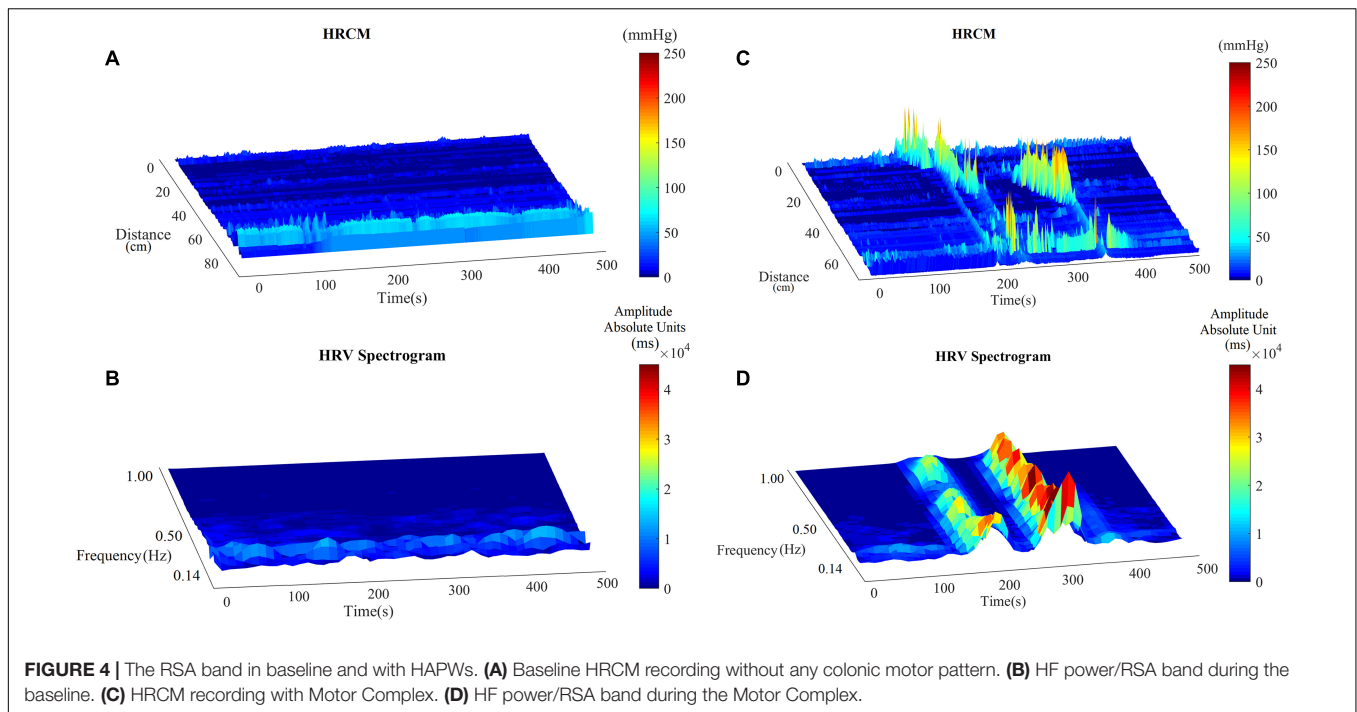 HRCM
(mmHg)
A
250
200
150
100
50
0
0
20
40
60
80
Distance
(cm)
0
100
200
300
400
500
Time(s)
HRCM
(mmHg)
C
250
200
150
100
50
0
0
20
40
60
Distance
(cm)
0
100
200
300
400
500
Time(s)
Amplitude
Absolute Units
(ms)
×10⁴
HRV Spectrogram
B
4
3
2
1
0
1.00
0.50
0.14
Frequency(Hz)
0
100
200
300
400
500
Time(s)
Amplitude
Absolute Unit
(ms)
×10⁴
HRV Spectrogram
D
4
3
2
1
0
1.00
0.50
0.14
Frequency(Hz)
0
100
200
300
400
500
Time(s)
FIGURE 4 | The RSA band in baseline and with HAPWs. (A) Baseline HRCM recording without any colonic motor pattern. (B) HF power/RSA band during the
baseline. (C) HRCM recording with Motor Complex. (D) HF power/RSA band during the Motor Complex.